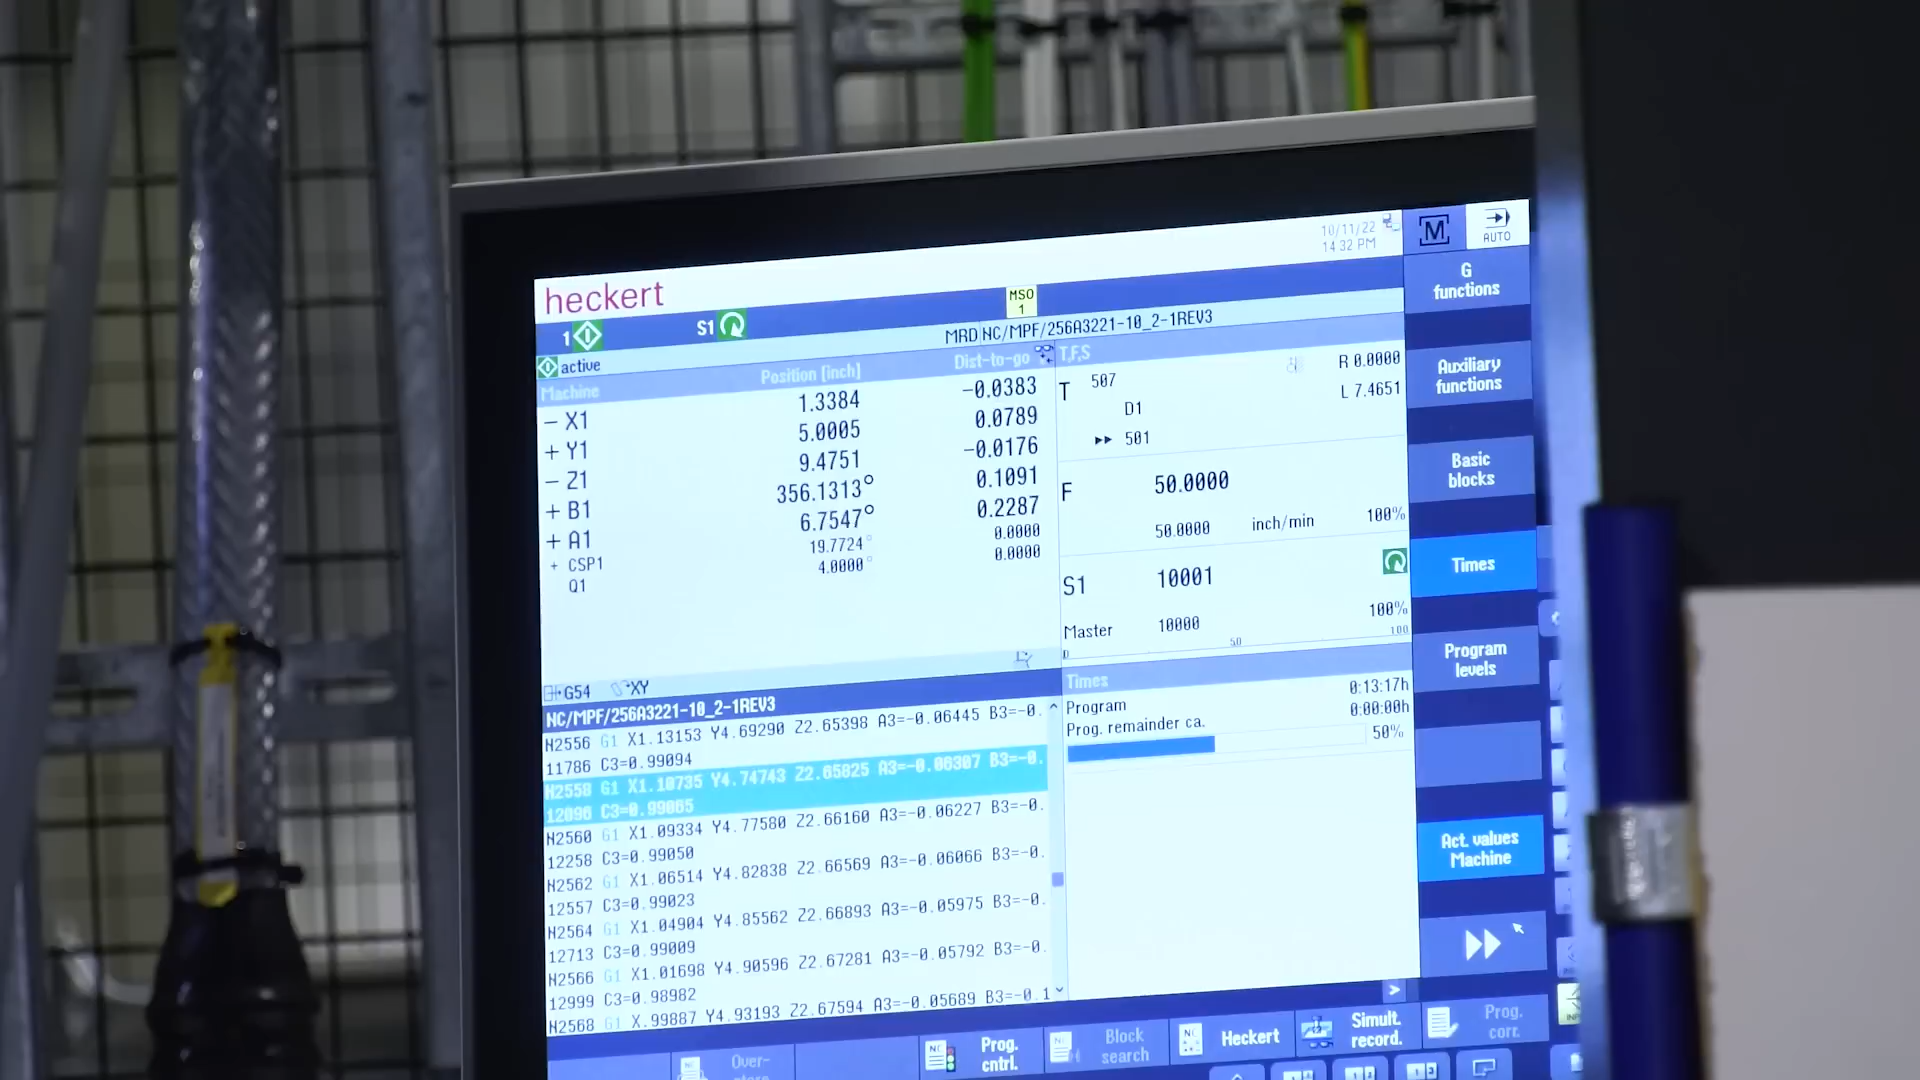 10/11/22
14 32 PM
M
AUTO
heckert
MSO
1
1
S1
MRD NC/MPF/256A3221-10_2-1REV3
active
Machine Position [inch] Dist-to-go
− X1 1.3384 −0.0383
+ Y1 5.0005 0.0789
− Z1 9.4751 −0.0176
+ B1 356.1313° 0.1091
+ A1 6.7547° 0.2287
+ CSP1 19.7724° 0.0000
Q1 4.0000° 0.0000
G54 XY
T,F,S
T 507 R 0.0000
D1 L 7.4651
501
F 50.0000
50.0000 inch/min 100%
S1 10001
Master 10000 100%
0 50 100
NC/MPF/256A3221-10_2-1REV3
N2556 G1 X1.13153 Y4.69290 Z2.65398 A3=-0.06445 B3=-0.
11786 C3=0.99094
N2558 G1 X1.10735 Y4.74743 Z2.65825 A3=-0.06307 B3=-0.
12096 C3=0.99065
N2560 G1 X1.09334 Y4.77580 Z2.66160 A3=-0.06227 B3=-0.
12258 C3=0.99050
N2562 G1 X1.06514 Y4.82838 Z2.66569 A3=-0.06066 B3=-0.
12557 C3=0.99023
N2564 G1 X1.04904 Y4.85562 Z2.66893 A3=-0.05975 B3=-0.
12713 C3=0.99009
N2566 G1 X1.01698 Y4.90596 Z2.67281 A3=-0.05792 B3=-0.
12999 C3=0.98982
N2568 G1 X.99887 Y4.93193 Z2.67594 A3=-0.05689 B3=-0.1
Times
Program 0:13:17h
Prog. remainder ca. 0:00:00h
50%
G
functions
Auxiliary
functions
Basic
blocks
Times
Program
levels
Act. values
Machine
Over-
NC
Prog.
cntrl.
NC
Block
search
NC
Heckert
Simult.
record.
Prog.
corr.